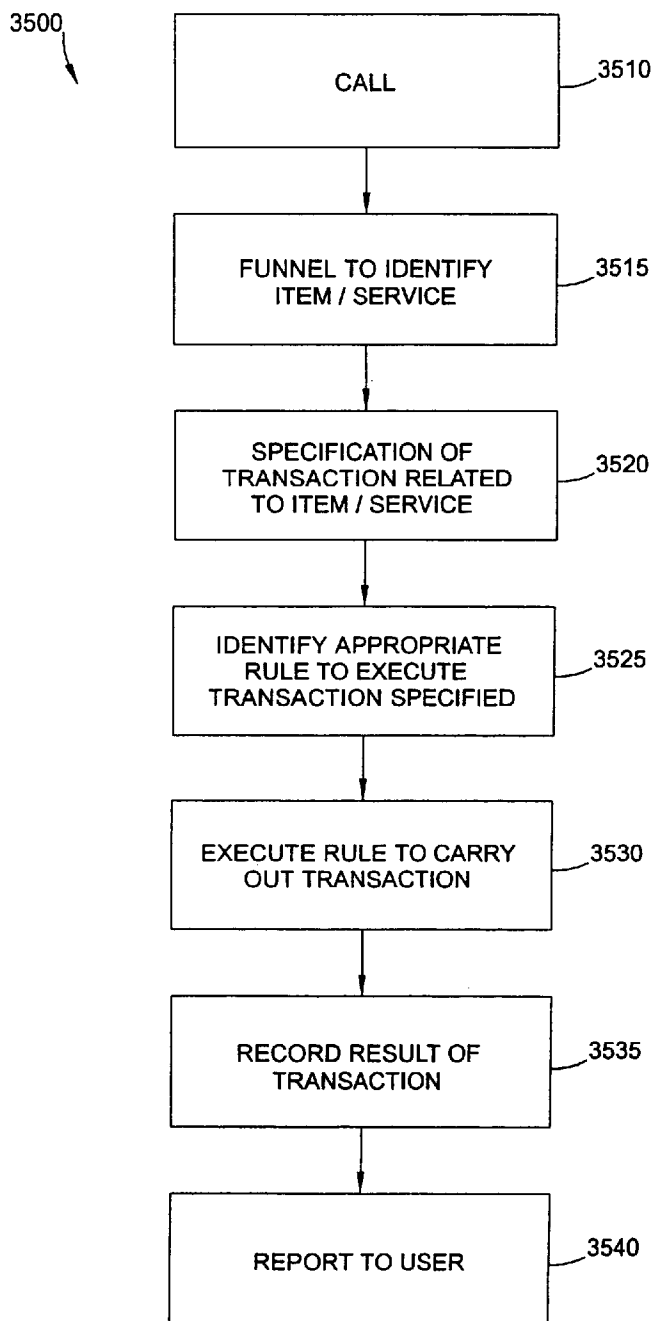 3500
CALL
3510
FUNNEL TO IDENTIFY
ITEM / SERVICE
3515
SPECIFICATION OF
TRANSACTION RELATED
TO ITEM / SERVICE
3520
IDENTIFY APPROPRIATE
RULE TO EXECUTE
TRANSACTION SPECIFIED
3525
EXECUTE RULE TO CARRY
OUT TRANSACTION
3530
RECORD RESULT OF
TRANSACTION
3535
REPORT TO USER
3540